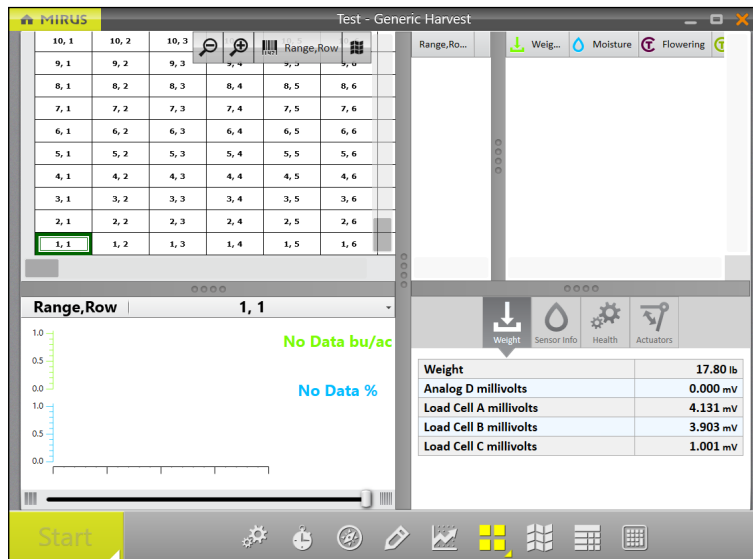 MIRUS
Test - Generic Harvest
Range,Row
10, 1 10, 2 10, 3
9, 1 9, 2 9, 3 9, 4 9, 5 9, 6
8, 1 8, 2 8, 3 8, 4 8, 5 8, 6
7, 1 7, 2 7, 3 7, 4 7, 5 7, 6
6, 1 6, 2 6, 3 6, 4 6, 5 6, 6
5, 1 5, 2 5, 3 5, 4 5, 5 5, 6
4, 1 4, 2 4, 3 4, 4 4, 5 4, 6
3, 1 3, 2 3, 3 3, 4 3, 5 3, 6
2, 1 2, 2 2, 3 2, 4 2, 5 2, 6
1, 1 1, 2 1, 3 1, 4 1, 5 1, 6
Range,Ro... Weig... Moisture Flowering
Range,Row 1, 1
1.0
0.5
0.0
No Data bu/ac
1.0
0.5
0.0
No Data %
Weight Sensor Info Health Actuators
Weight 17.80 lb
Analog D millivolts 0.000 mV
Load Cell A millivolts 4.131 mV
Load Cell B millivolts 3.903 mV
Load Cell C millivolts 1.001 mV
Start